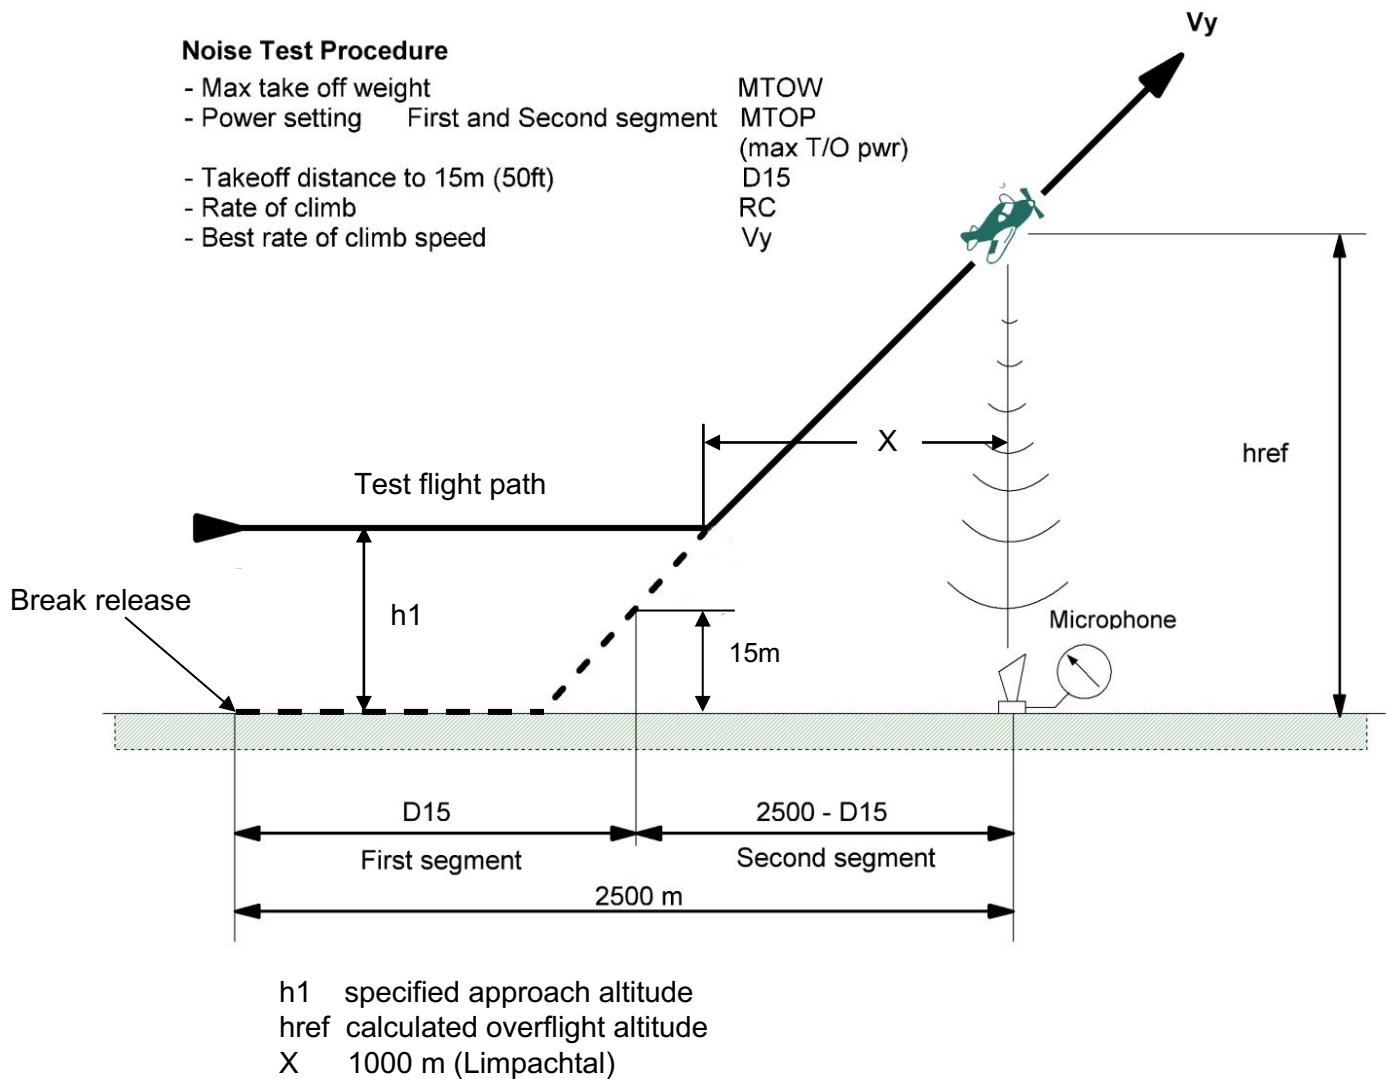 Vy
Noise Test Procedure
- Max take off weight MTOW
- Power setting First and Second segment MTOP
(max T/O pwr)
- Takeoff distance to 15m (50ft) D15
- Rate of climb RC
- Best rate of climb speed Vy
X
href
Test flight path
Break release
h1
Microphone
15m
D15
2500 - D15
First segment
Second segment
2500 m
h1 specified approach altitude
href calculated overflight altitude
X 1000 m (Limpachtal)